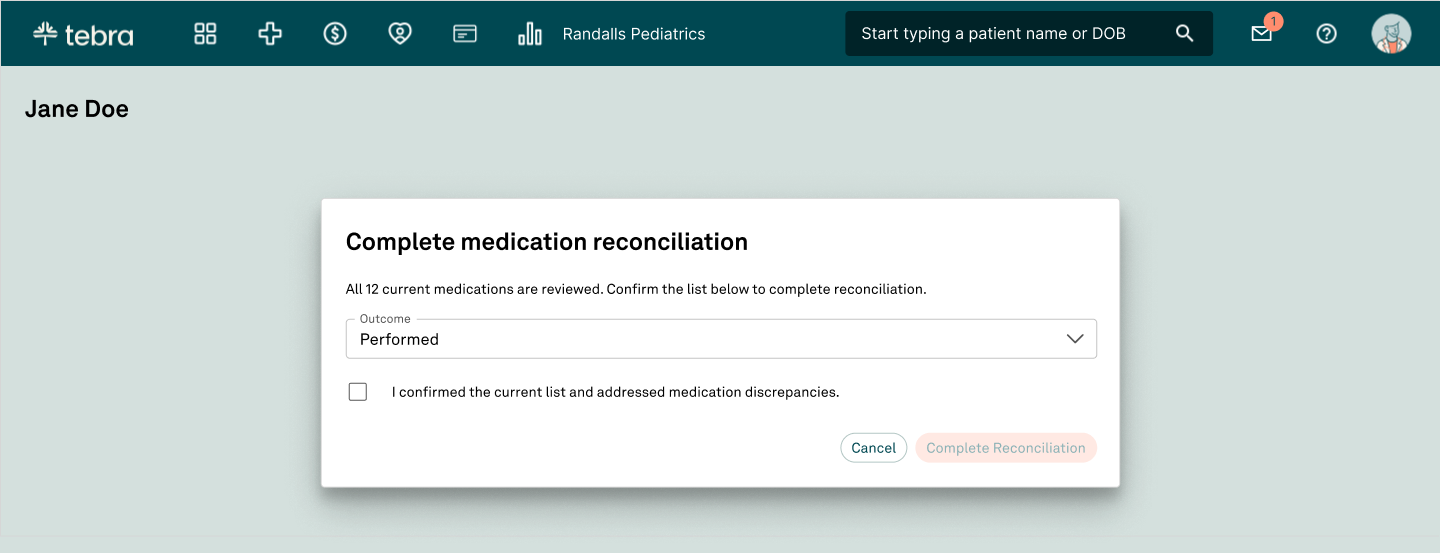 tebra
Randalls Pediatrics
Start typing a patient name or DOB
1
Jane Doe
Complete medication reconciliation
All 12 current medications are reviewed. Confirm the list below to complete reconciliation.
Outcome
Performed
I confirmed the current list and addressed medication discrepancies.
Cancel
Complete Reconciliation